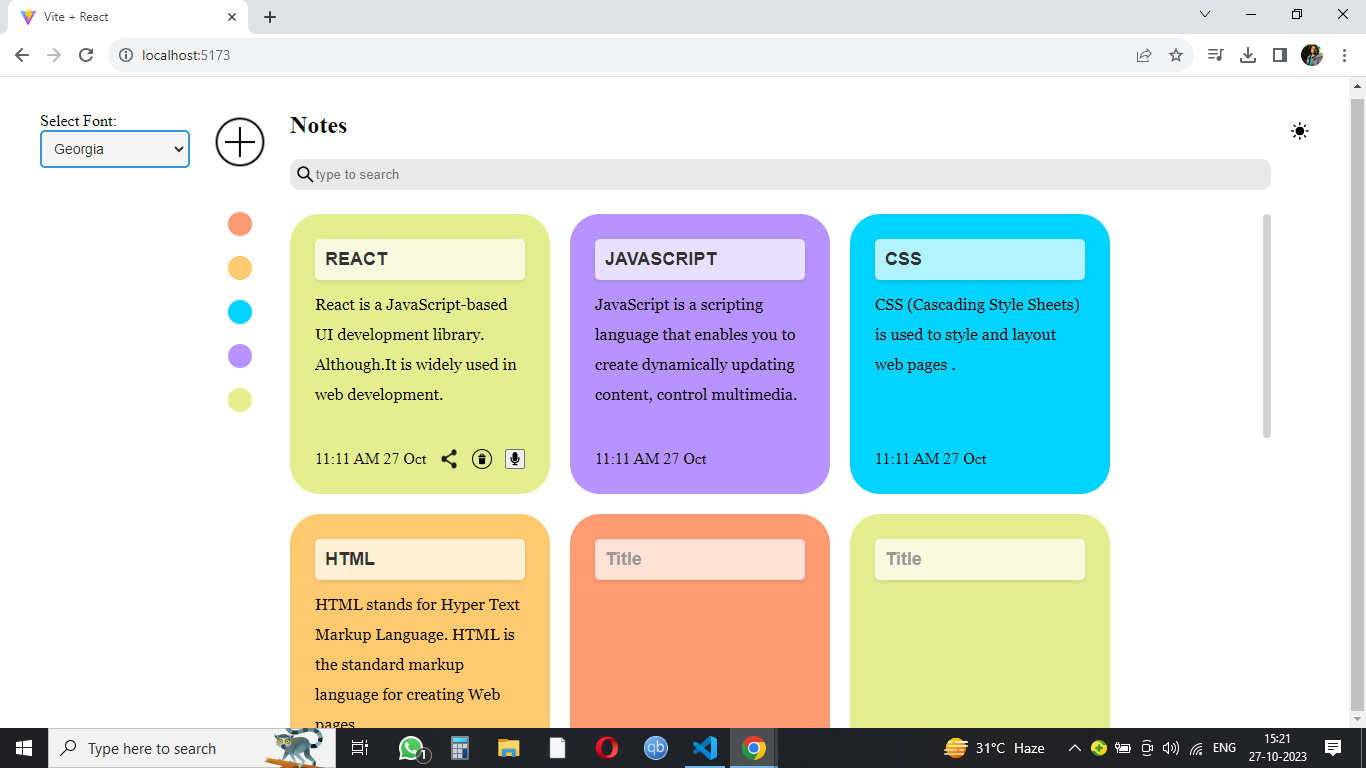 Vite + React
localhost:5173
Select Font:
Georgia
Notes
type to search
REACT
React is a JavaScript-based
UI development library.
Although.It is widely used in
web development.
11:11 AM 27 Oct
JAVASCRIPT
JavaScript is a scripting
language that enables you to
create dynamically updating
content, control multimedia.
11:11 AM 27 Oct
CSS
CSS (Cascading Style Sheets)
is used to style and layout
web pages .
11:11 AM 27 Oct
HTML
HTML stands for Hyper Text
Markup Language. HTML is
the standard markup
language for creating Web
pages
Title
Title
Type here to search
1
qb
31°C Haze
ENG
15:21
27-10-2023